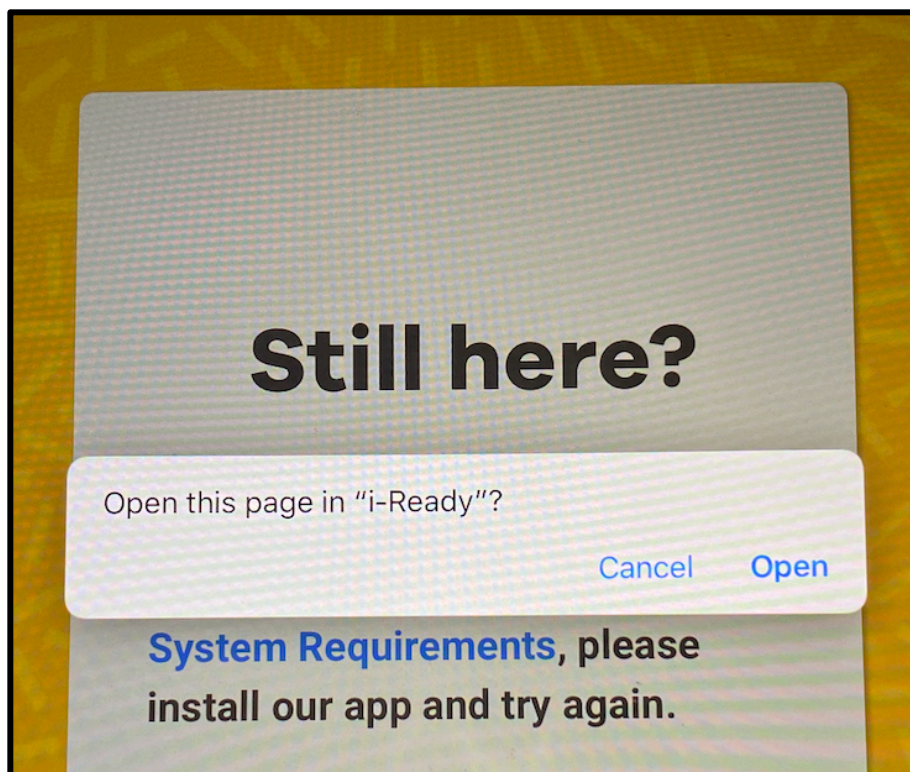 Still here?
Open this page in “i-Ready”?
Cancel Open
System Requirements, please
install our app and try again.